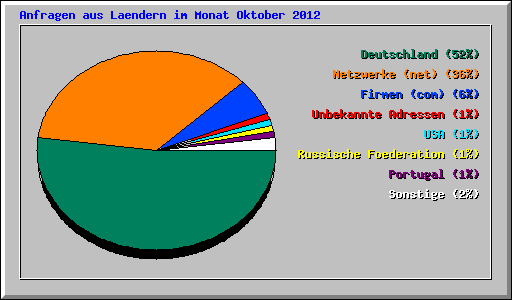 Anfragen aus Laendern im Monat Oktober 2012
Deutschland (52%)
Netzwerke (net) (36%)
Firmen (com) (6%)
Unbekannte Adressen (1%)
USA (1%)
Russische Foederation (1%)
Portugal (1%)
Sonstige (2%)